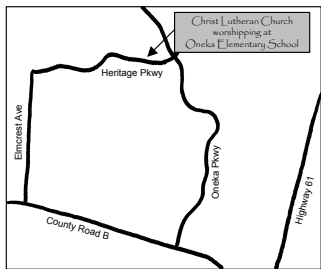 Christ Lutheran Church
worshipping at
Oneka Elementary School
Heritage Pkwy
Elmcrest Ave
Oneka Pkwy
Highway 61
County Road B